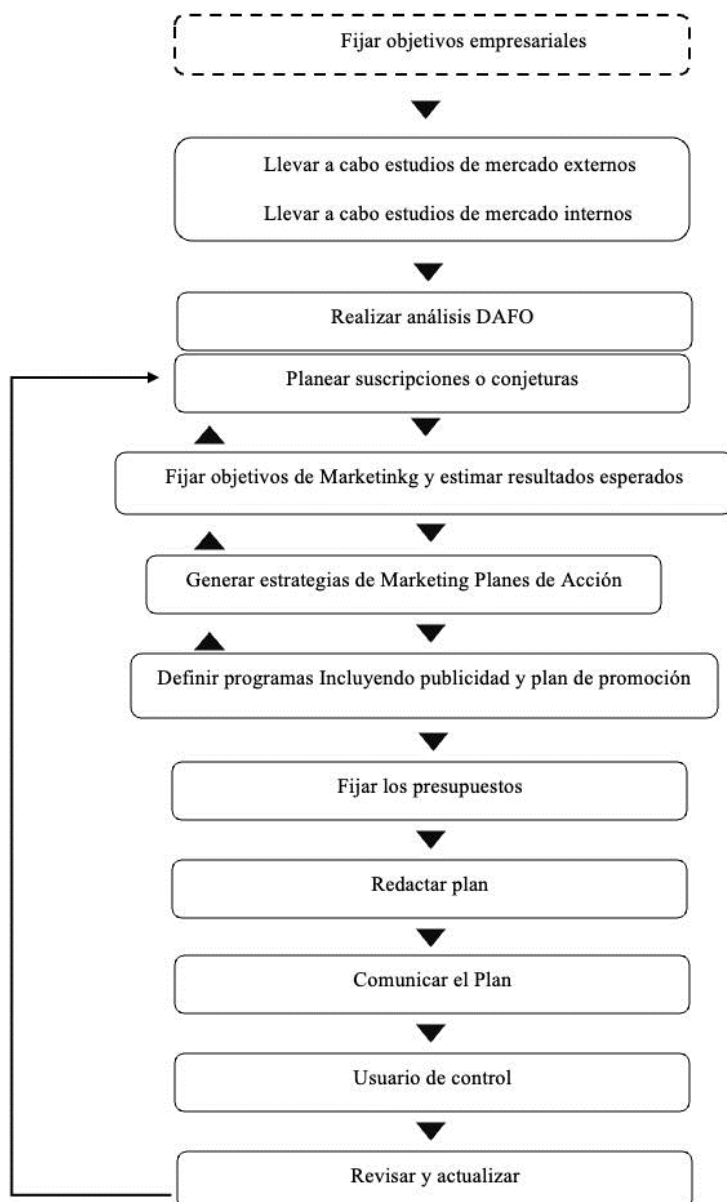 Fijar objetivos empresariales
Llevar a cabo estudios de mercado externos
Llevar a cabo estudios de mercado internos
Realizar análisis DAFO
Planear suscripciones o conjeturas
Fijar objetivos de Marketinkg y estimar resultados esperados
Generar estrategias de Marketing Planes de Acción
Definir programas Incluyendo publicidad y plan de promoción
Fijar los presupuestos
Redactar plan
Comunicar el Plan
Usuario de control
Revisar y actualizar